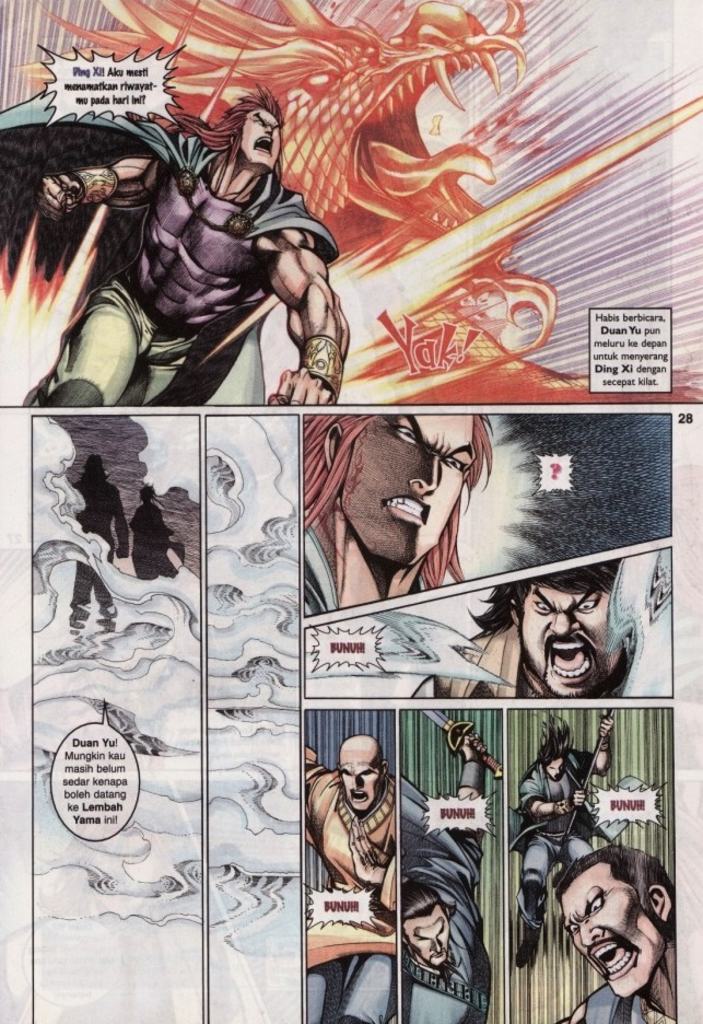 Ding Xi! Aku mesti
menamatkan riwayat-
mu pada hari ini?
Yak!
Habis berbicara,
Duan Yu pun
meluru ke depan
untuk menyerang
Ding Xi dengan
secepat kilat.
28
?
BUNUH!
Duan Yu!
Mungkin kau
masih belum
sedar kenapa
boleh datang
ke Lembah
Yama ini!
BUNUH!
BUNUH!
BUNUH!